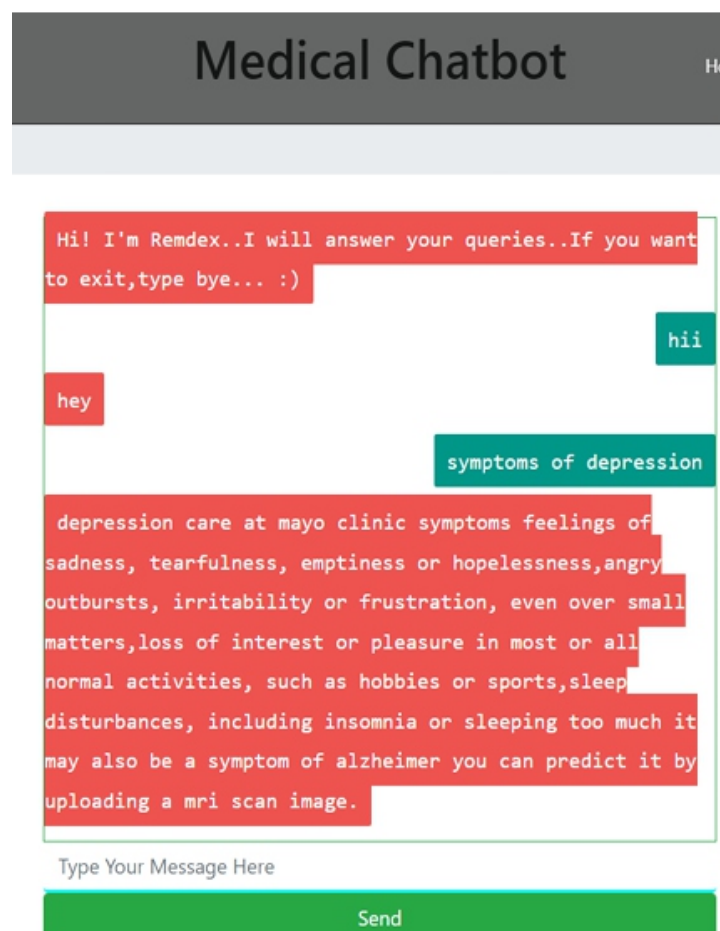 Medical Chatbot
Hi! I'm Remdex..I will answer your queries..If you want
to exit,type bye... :)
hii
hey
symptoms of depression
depression care at mayo clinic symptoms feelings of
sadness, tearfulness, emptiness or hopelessness,angry
outbursts, irritability or frustration, even over small
matters,loss of interest or pleasure in most or all
normal activities, such as hobbies or sports,sleep
disturbances, including insomnia or sleeping too much it
may also be a symptom of alzheimer you can predict it by
uploading a mri scan image.
Type Your Message Here
Send